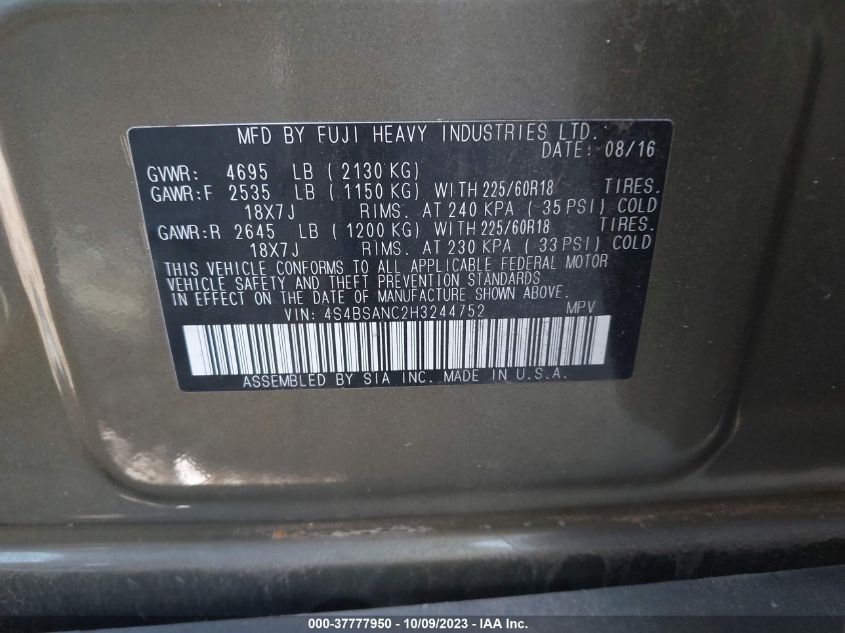 MFD BY FUJI HEAVY INDUSTRIES LTD.
DATE: 08/16
GVWR: 4695 LB ( 2130 KG)
GAWR:F 2535 LB ( 1150 KG) WITH 225/60R18 TIRES.
18X7J RIMS. AT 240 KPA ( 35 PSI) COLD
GAWR:R 2645 LB ( 1200 KG) WITH 225/60R18 TIRES.
18X7J RIMS. AT 230 KPA ( 33 PSI) COLD
THIS VEHICLE CONFORMS TO ALL APPLICABLE FEDERAL MOTOR
VEHICLE SAFETY AND THEFT PREVENTION STANDARDS
IN EFFECT ON THE DATE OF MANUFACTURE SHOWN ABOVE.
VIN: 4S4BSANC2H3244752 MPV
ASSEMBLED BY SIA INC. MADE IN U.S.A.
000-37777950 - 10/09/2023 - IAA Inc.